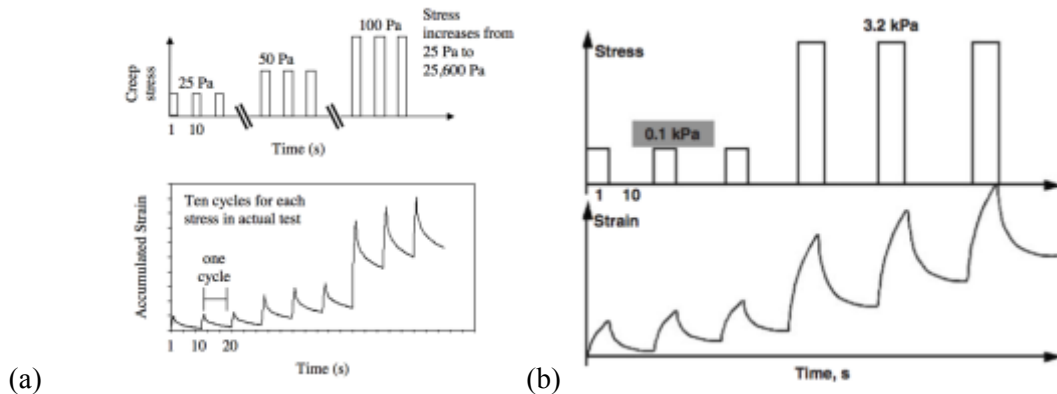 100 Pa
Stress
increases from
25 Pa to
25,600 Pa
50 Pa
25 Pa
Creep
stress
1 10
Time (s)
Ten cycles for each
stress in actual test
one
cycle
Accumulated Strain
1 10 20
Time (s)
(a)
Stress
3.2 kPa
0.1 kPa
1 10
Strain
Time, s
(b)